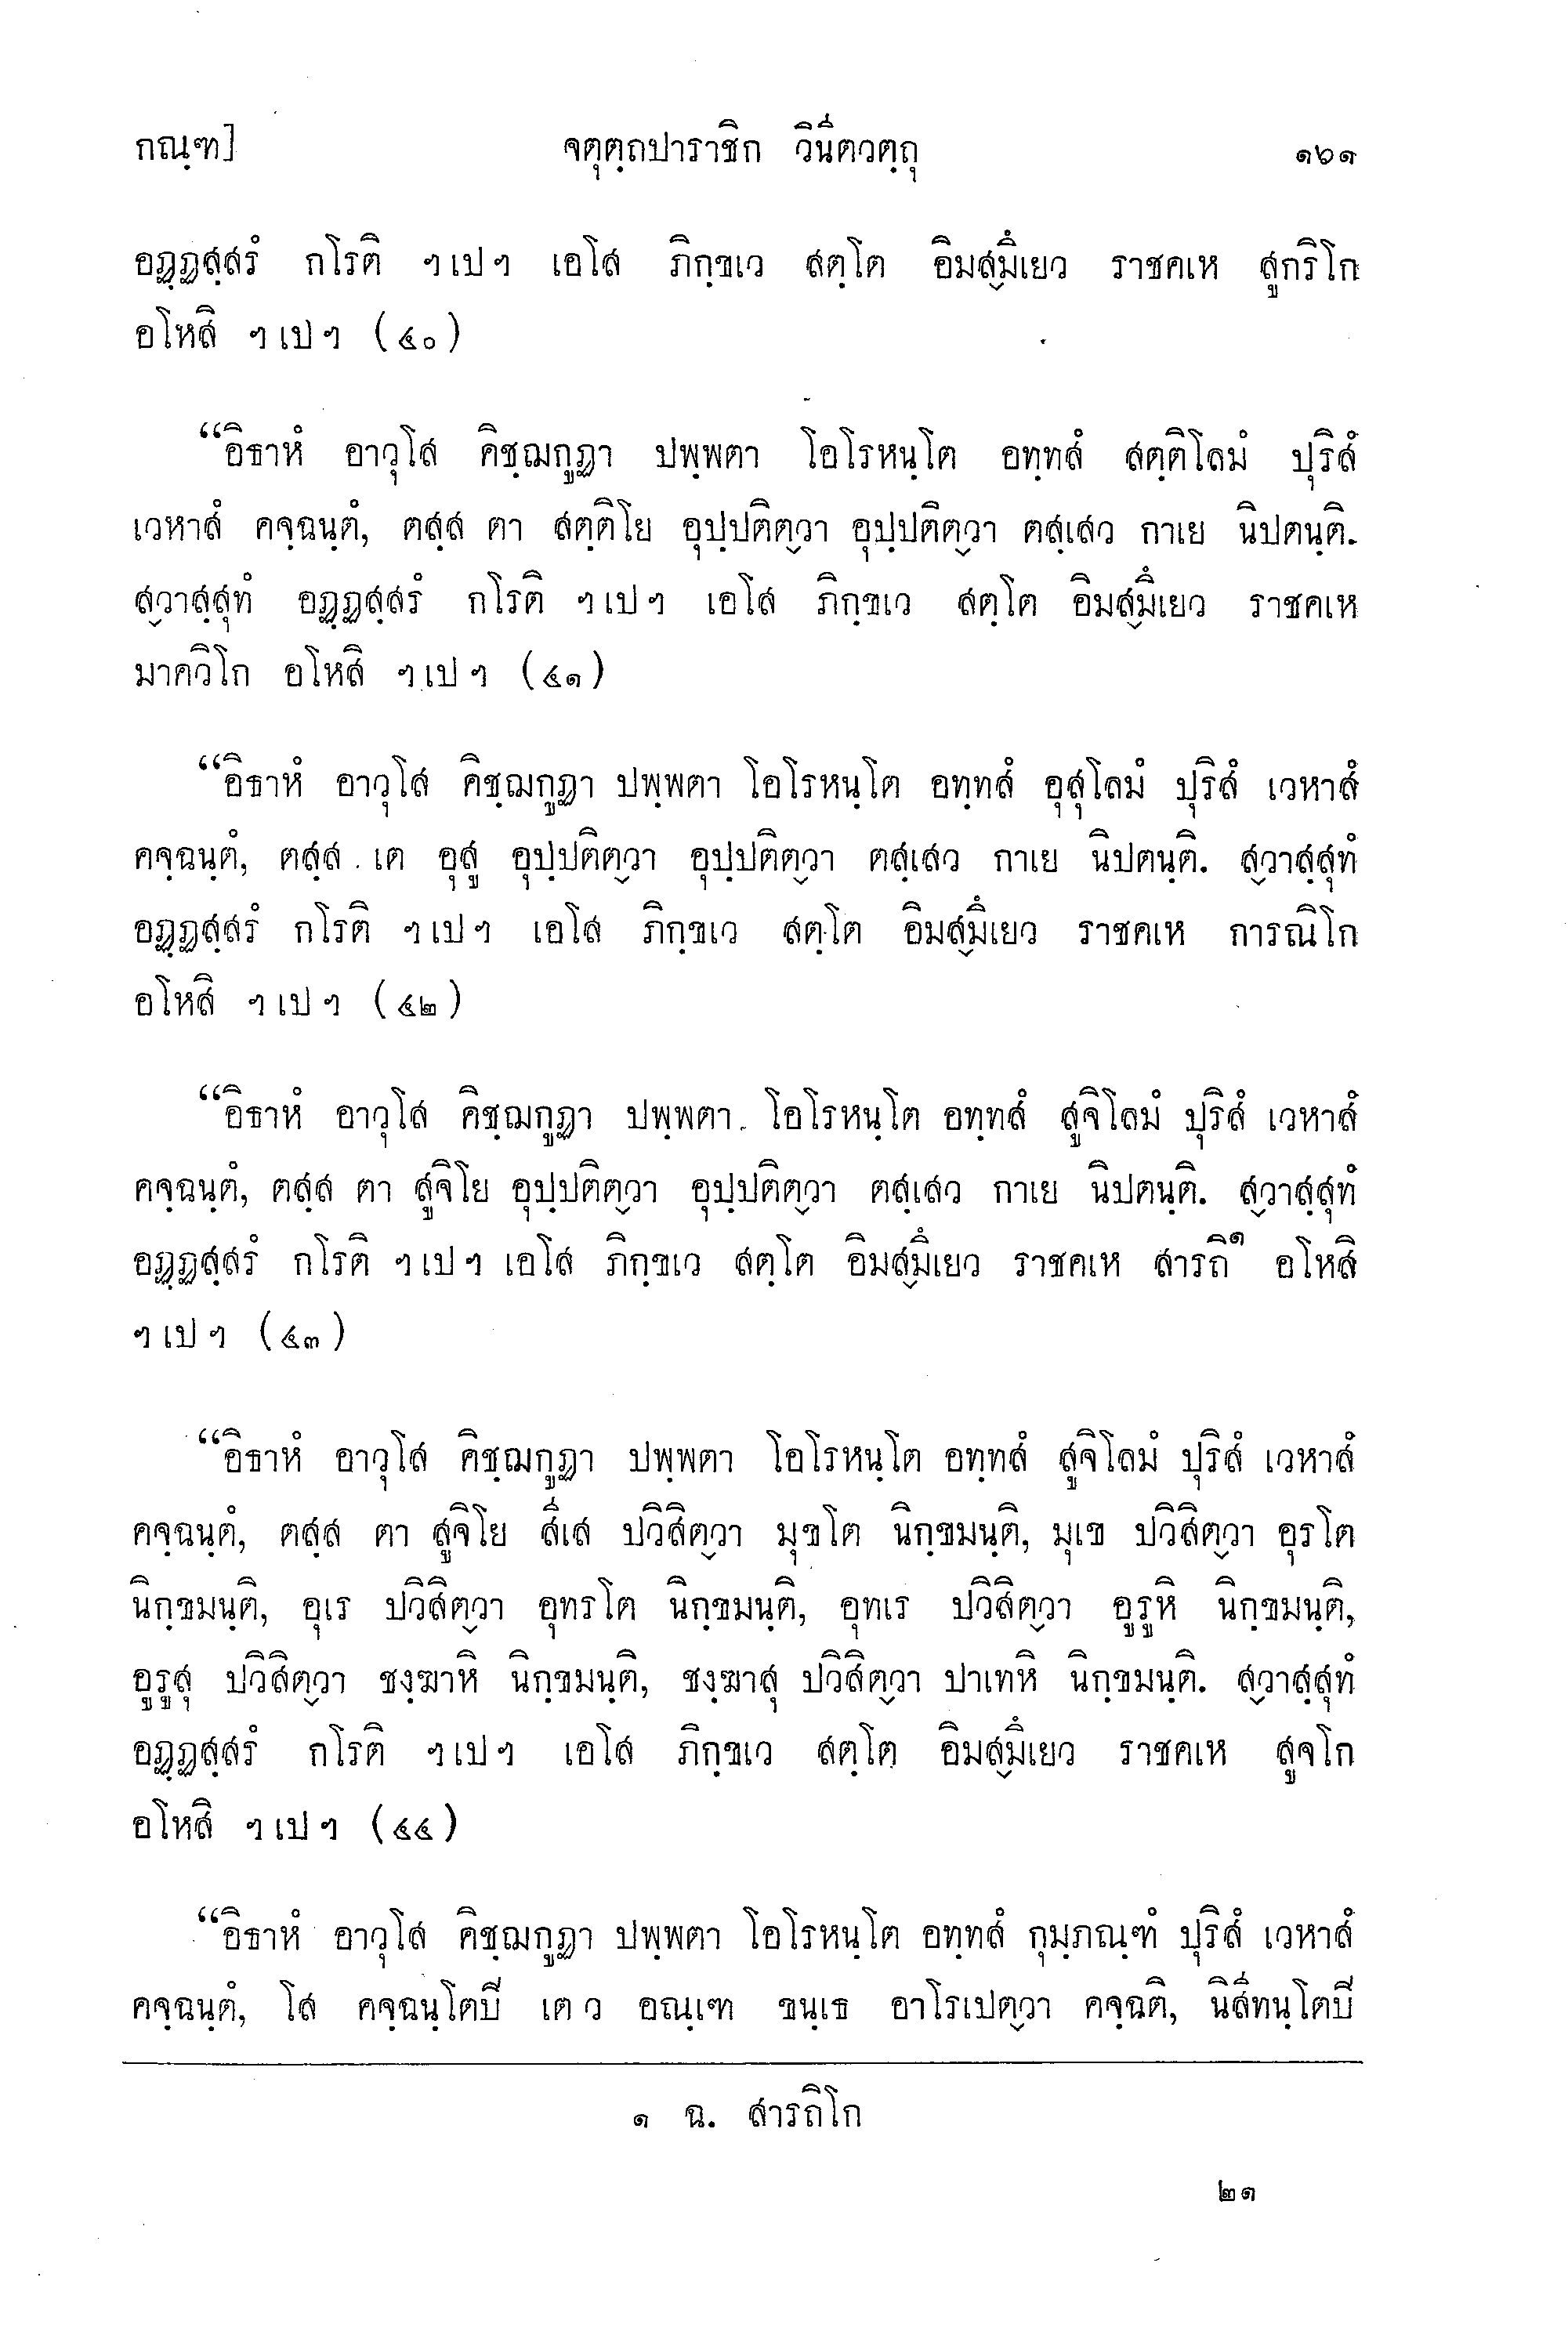 กณฺฑ] จตุตฺถปาราชิก วินีตวตฺถุ ๑๖๑
อฏฺฏสฺสรํ กโรติ ฯเปฯ เอโส ภิกฺขเว สตฺโต อิมสฺมิํเยว ราชคเห สูกริโก
อโหสิ ฯเปฯ (๔๐)
“อิธาหํ อาวุโส คิชฺฌกูฏา ปพฺพตา โอโรหนฺโต อทฺทสํ สตฺติโลมํ ปุริสํ
เวหาสํ คจฺฉนฺตํ, ตสฺส ตา สตฺติโย อุปฺปติตฺวา อุปฺปติตฺวา ตสฺเสว กาเย นิปตนฺติ.
สฺวาสฺสุทํ อฏฺฏสฺสรํ กโรติ ฯเปฯ เอโส ภิกฺขเว สตฺโต อิมสฺมิํเยว ราชคเห
มาควิโก อโหสิ ฯเปฯ (๔๑)
“อิธาหํ อาวุโส คิชฺฌกูฏา ปพฺพตา โอโรหนฺโต อทฺทสํ อุสุโลมํ ปุริสํ เวหาสํ
คจฺฉนฺตํ, ตสฺส เต อุสู อุปฺปติตฺวา อุปฺปติตฺวา ตสฺเสว กาเย นิปตนฺติ. สฺวาสฺสุทํ
อฏฺฏสฺสรํ กโรติ ฯเปฯ เอโส ภิกฺขเว สตฺโต อิมสฺมิํเยว ราชคเห การณิโก
อโหสิ ฯเปฯ (๔๒)
“อิธาหํ อาวุโส คิชฺฌกูฏา ปพฺพตา โอโรหนฺโต อทฺทสํ สูจิโลมํ ปุริสํ เวหาสํ
คจฺฉนฺตํ, ตสฺส ตา สูจิโย อุปฺปติตฺวา อุปฺปติตฺวา ตสฺเสว กาเย นิปตนฺติ. สฺวาสฺสุทํ
อฏฺฏสฺสรํ กโรติ ฯเปฯ เอโส ภิกฺขเว สตฺโต อิมสฺมิํเยว ราชคเห สารถิ๑ อโหสิ
ฯเปฯ (๔๓)
“อิธาหํ อาวุโส คิชฺฌกูฏา ปพฺพตา โอโรหนฺโต อทฺทสํ สูจิโลมํ ปุริสํ เวหาสํ
คจฺฉนฺตํ, ตสฺส ตา สูจิโย สีเส ปวิสิตฺวา มุขโต นิกฺขมนฺติ, มุเข ปวิสิตฺวา อุรโต
นิกฺขมนฺติ, อุเร ปวิสิตฺวา อุทรโต นิกฺขมนฺติ, อุทเร ปวิสิตฺวา อูรูหิ นิกฺขมนฺติ,
อูรูสุ ปวิสิตฺวา ชงฺฆาหิ นิกฺขมนฺติ, ชงฺฆาสุ ปวิสิตฺวา ปาเทหิ นิกฺขมนฺติ. สฺวาสฺสุทํ
อฏฺฏสฺสรํ กโรติ ฯเปฯ เอโส ภิกฺขเว สตฺโต อิมสฺมิํเยว ราชคเห สูจโก
อโหสิ ฯเปฯ (๔๔)
“อิธาหํ อาวุโส คิชฺฌกูฏา ปพฺพตา โอโรหนฺโต อทฺทสํ กุมฺภณฺฑํ ปุริสํ เวหาสํ
คจฺฉนฺตํ, โส คจฺฉนฺโตปิ เต ว อณฺเฑ ขนฺเธ อาโรเปตฺวา คจฺฉติ, นิสีทนฺโตปิ
๑ ฉ. สารถิโก
๒๑